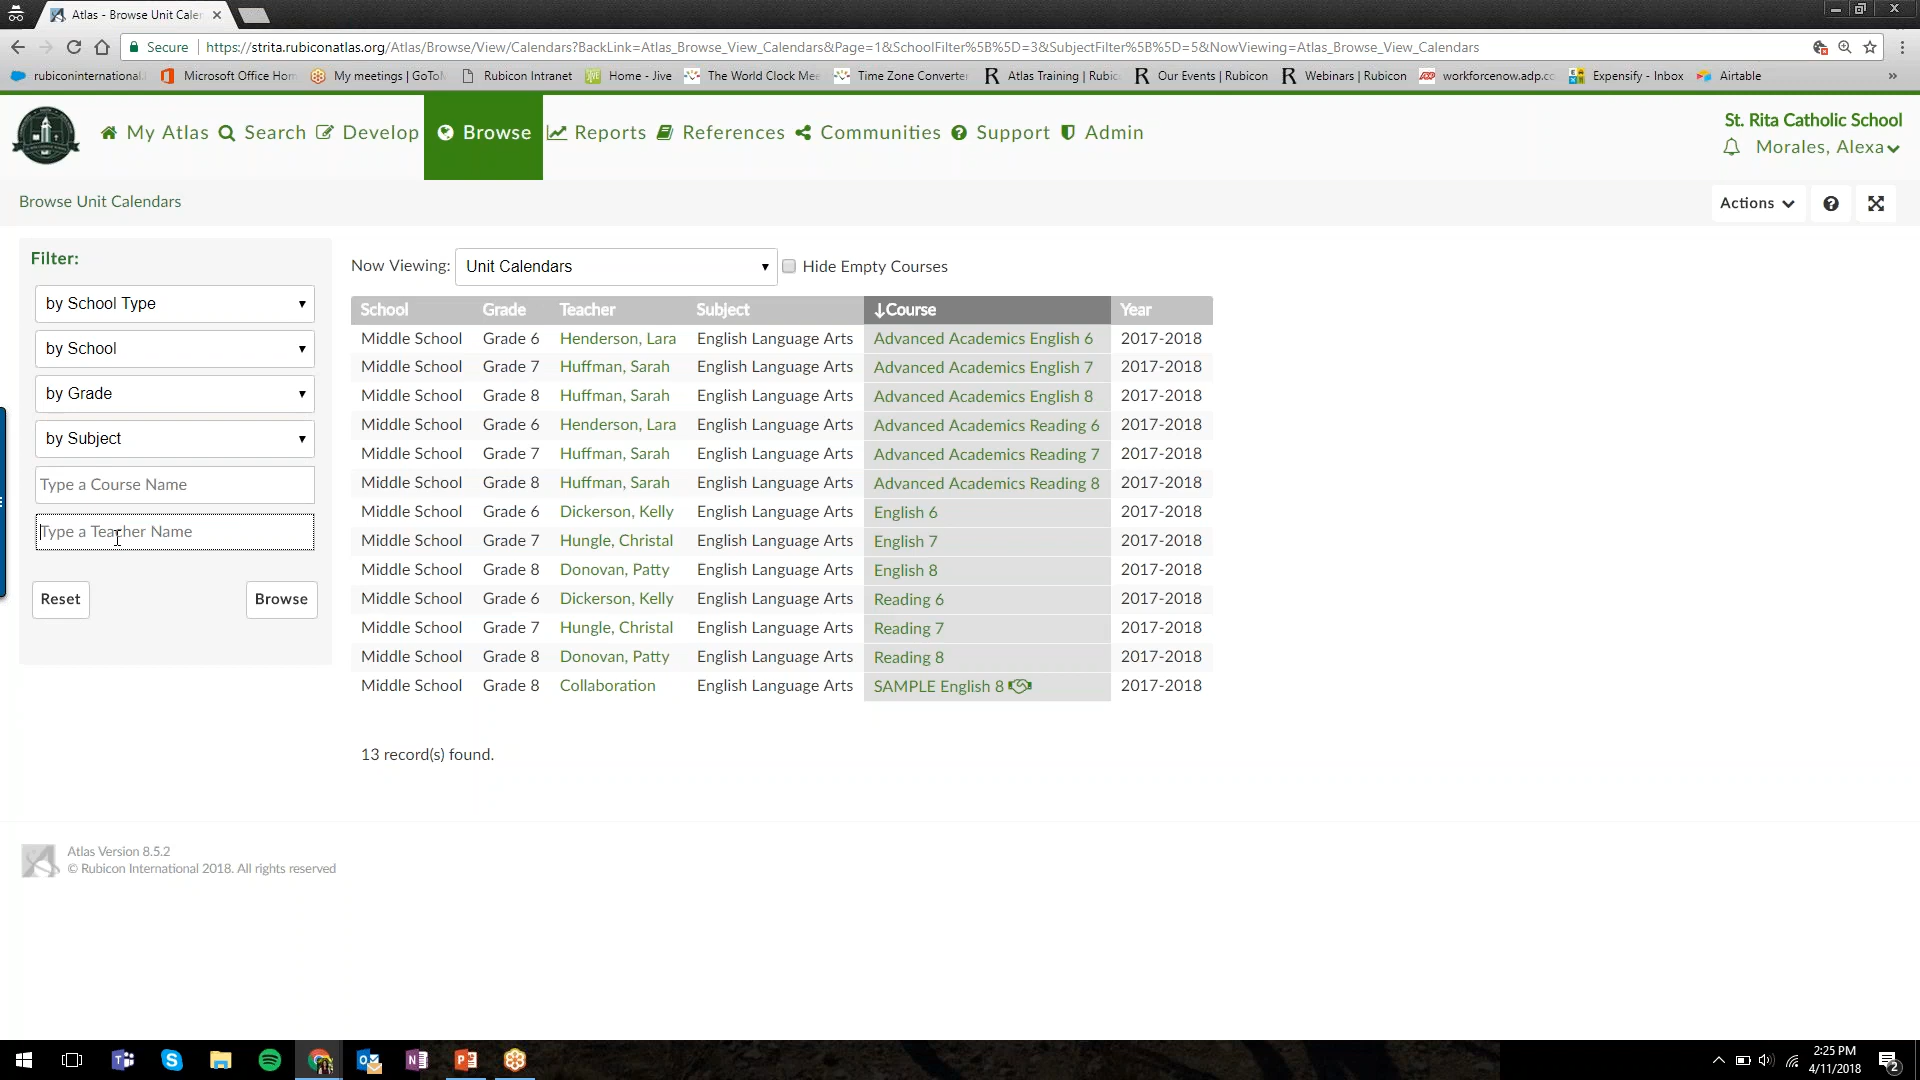 Atlas - Browse Unit Caler
Secure
https://strita.rubiconatlas.org/Atlas/Browse/View/Calendars?BackLink=Atlas_Browse_View_Calendars&Page=1&SchoolFilter%5B%5D=3&SubjectFilter%5B%5D=5&NowViewing=Atlas_Browse_View_Calendars
rubiconinternational. Microsoft Office Hom My meetings | GoTo Rubicon Intranet Home - Jive The World Clock Mee Time Zone Converter Atlas Training | Rubic Our Events | Rubicon Webinars | Rubicon workforcenow.adp.co Expensify - Inbox Airtable »
My Atlas Search Develop Browse Reports References Communities Support Admin
St. Rita Catholic School
Morales, Alexa
Browse Unit Calendars
Actions
Filter:
by School Type
by School
by Grade
by Subject
Type a Course Name
Type a Teacher Name
Reset Browse
Now Viewing: Unit Calendars Hide Empty Courses
School Grade Teacher Subject ↓Course Year
Middle School Grade 6 Henderson, Lara English Language Arts Advanced Academics English 6 2017-2018
Middle School Grade 7 Huffman, Sarah English Language Arts Advanced Academics English 7 2017-2018
Middle School Grade 8 Huffman, Sarah English Language Arts Advanced Academics English 8 2017-2018
Middle School Grade 6 Henderson, Lara English Language Arts Advanced Academics Reading 6 2017-2018
Middle School Grade 7 Huffman, Sarah English Language Arts Advanced Academics Reading 7 2017-2018
Middle School Grade 8 Huffman, Sarah English Language Arts Advanced Academics Reading 8 2017-2018
Middle School Grade 6 Dickerson, Kelly English Language Arts English 6 2017-2018
Middle School Grade 7 Hungle, Christal English Language Arts English 7 2017-2018
Middle School Grade 8 Donovan, Patty English Language Arts English 8 2017-2018
Middle School Grade 6 Dickerson, Kelly English Language Arts Reading 6 2017-2018
Middle School Grade 7 Hungle, Christal English Language Arts Reading 7 2017-2018
Middle School Grade 8 Donovan, Patty English Language Arts Reading 8 2017-2018
Middle School Grade 8 Collaboration English Language Arts SAMPLE English 8 2017-2018
13 record(s) found.
Atlas Version 8.5.2
© Rubicon International 2018. All rights reserved
2:25 PM
4/11/2018
2